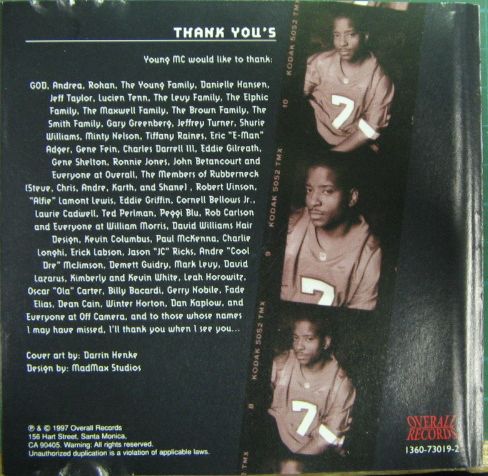 THANK YOU'S
Young MC would like to thank:
GOD, Andrea, Rohan, The Young Family, Danielle Hansen,
Jeff Taylor, Lucien Tenn, The Levy Family, The Elphic
Family, The Maxwell Family, The Brown Family, The
Smith Family, Gary Greenberg, Jeffrey Turner, Shurie
Williams, Minty Nelson, Tiffany Raines, Eric "E-Man"
Adger, Gene Fein, Charles Darrell III, Eddie Gilreath,
Gene Shelton, Ronnie Jones, John Betancourt and
Everyone at Overall, The Members of Rubberneck
(Steve, Chris, Andre, Karth, and Shane) , Robert Vinson,
"Alfie" Lamont Lewis, Eddie Griffin, Cornell Bellows Jr.,
Laurie Cadwell, Ted Perlman, Peggi Blu, Rob Carlson
and Everyone at William Morris, David Williams Hair
Design, Kevin Columbus, Paul McKenna, Charlie
Longhi, Erick Labson, Jason "JC" Ricks, Andre "Cool
Dre" McJimson, Demett Guidry, Mark Levy, David
Lazarus, Kimberly and Kevin White, Leah Horowitz,
Oscar "Ola" Carter, Billy Bacardi, Gerry Nobile, Fade
Elias, Dean Cain, Winter Horton, Dan Kaplow, and
Everyone at Off Camera, and to those whose names
I may have missed, I'll thank you when I see you...
Cover art by: Darrin Henke
Design by: MadMax Studios
℗ & © 1997 Overall Records
156 Hart Street, Santa Monica,
CA 90405. Warning: All rights reserved.
Unauthorized duplication is a violation of applicable laws.
KODAK 5052 TMX
10
7
KODAK 5052 TMX
9
7
KODAK 5052 TMX
8
7
OVERALL
RECORDS
1360-73019-2